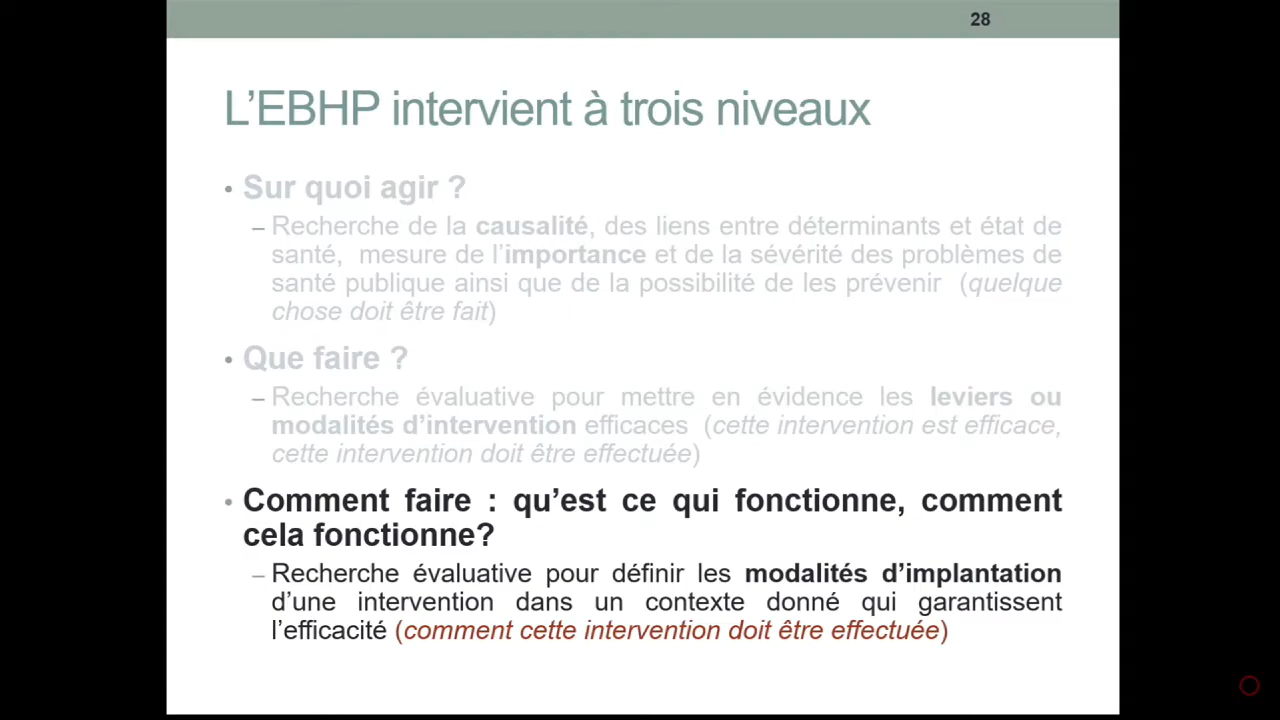 28
L'EBHP intervient à trois niveaux
• Sur quoi agir ?
– Recherche de la causalité, des liens entre déterminants et état de
santé, mesure de l'importance et de la sévérité des problèmes de
santé publique ainsi que de la possibilité de les prévenir (quelque
chose doit être fait)
• Que faire ?
– Recherche évaluative pour mettre en évidence les leviers ou
modalités d'intervention efficaces (cette intervention est efficace,
cette intervention doit être effectuée)
• Comment faire : qu'est ce qui fonctionne, comment
cela fonctionne?
– Recherche évaluative pour définir les modalités d'implantation
d'une intervention dans un contexte donné qui garantissent
l'efficacité (comment cette intervention doit être effectuée)